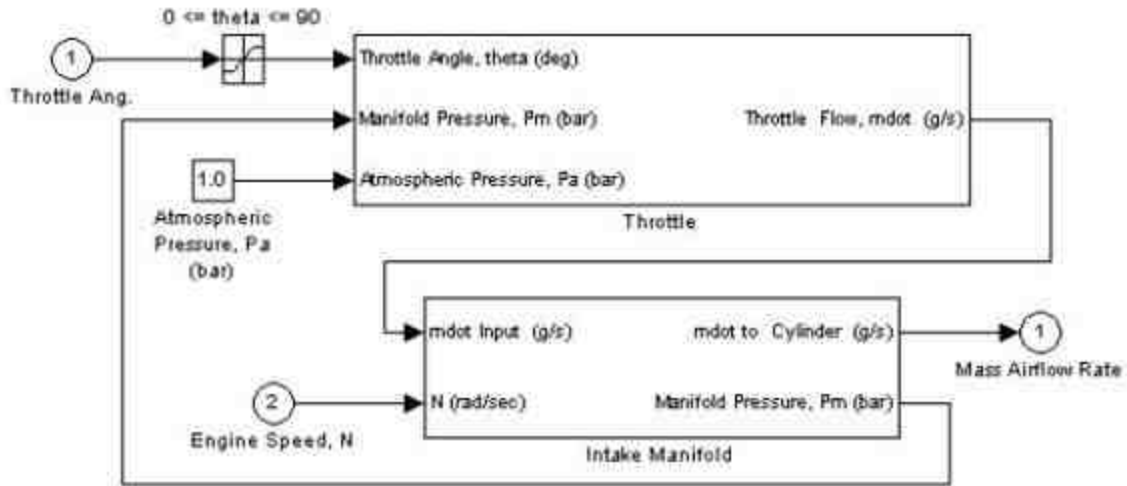 0 <= theta <= 90
1
Throttle Ang.
Throttle Angle, theta (deg)
Manifold Pressure, Pm (bar)
Throttle Flow, mdot (g/s)
1.0
Atmospheric Pressure, Pa (bar)
Atmospheric
Pressure, Pa
(bar)
Throttle
mdot Input (g/s)
mdot to Cylinder (g/s)
1
Mass Airflow Rate
2
N (rad/sec)
Manifold Pressure, Pm (bar)
Engine Speed, N
Intake Manifold